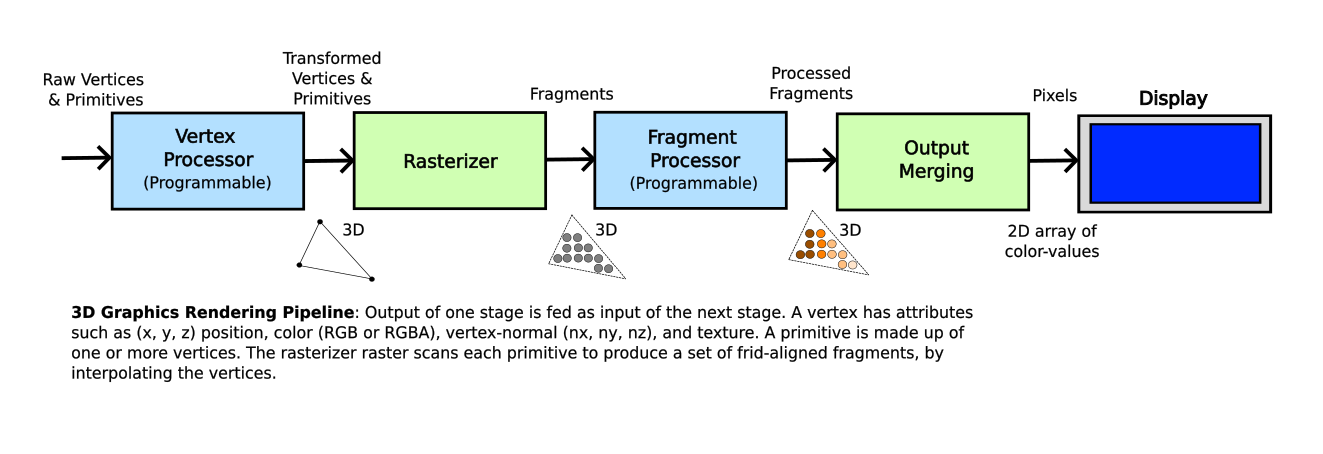 Raw Vertices
& Primitives
Vertex
Processor
(Programmable)
Transformed
Vertices &
Primitives
Rasterizer
Fragments
Fragment
Processor
(Programmable)
Processed
Fragments
Output
Merging
Pixels
Display
3D
3D
3D
2D array of
color-values
3D Graphics Rendering Pipeline: Output of one stage is fed as input of the next stage. A vertex has attributes
such as (x, y, z) position, color (RGB or RGBA), vertex-normal (nx, ny, nz), and texture. A primitive is made up of
one or more vertices. The rasterizer raster scans each primitive to produce a set of frid-aligned fragments, by
interpolating the vertices.